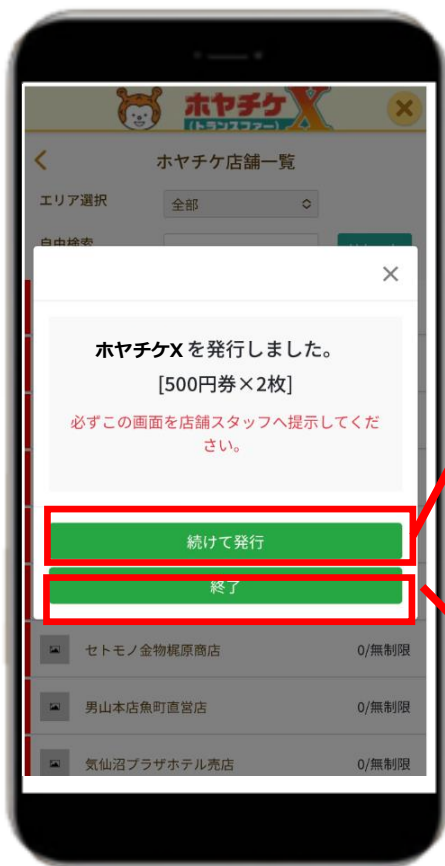 ホヤチケX
(トランスファー)
ホヤチケ店舗一覧
エリア選択 全部
自由検索
ホヤチケXを発行しました。
[500円券×2枚]
必ずこの画面を店舗スタッフへ提示してくだ
さい。
続けて発行
終了
セトモノ金物梶原商店 0/無制限
男山本店魚町直営店 0/無制限
気仙沼プラザホテル売店 0/無制限